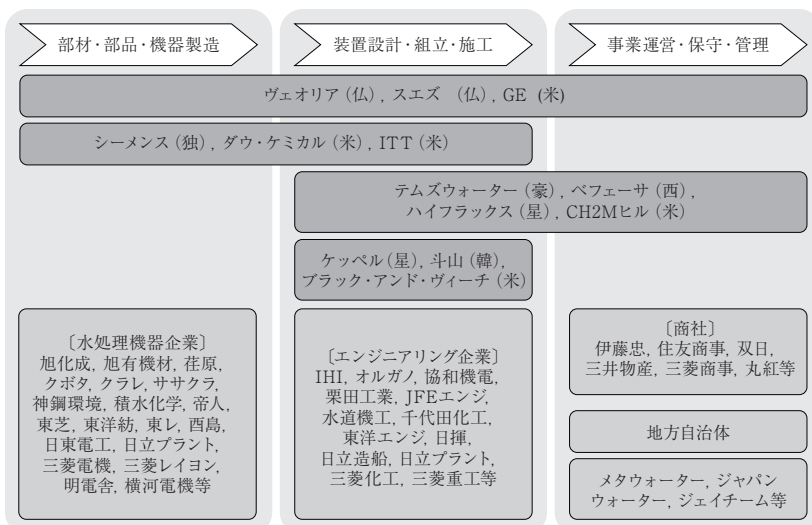 部材・部品・機器製造
装置設計・組立・施工
事業運営・保守・管理
ヴェオリア（仏），スエズ （仏），GE (米)
シーメンス（独），ダウ・ケミカル（米），ITT（米）
テムズウォーター（豪），ベフェーサ（西），
ハイフラックス（星），CH2Mヒル（米）
ケッペル（星），斗山（韓），
ブラック・アンド・ヴィーチ（米）
〔水処理機器企業〕
旭化成，旭有機材，荏原，
クボタ，クラレ，ササクラ，
神鋼環境，積水化学，帝人，
東芝，東洋紡，東レ，酉島，
日東電工，日立プラント，
三菱電機，三菱レイヨン，
明電舎，横河電機等
〔エンジニアリング企業〕
IHI，オルガノ，協和機電，
栗田工業，JFEエンジ，
水道機工，千代田化工，
東洋エンジ，日揮，
日立造船，日立プラント，
三菱化工，三菱重工等
〔商社〕
伊藤忠，住友商事，双日，
三井物産，三菱商事，丸紅等
地方自治体
メタウォーター，ジャパン
ウォーター，ジェイチーム等